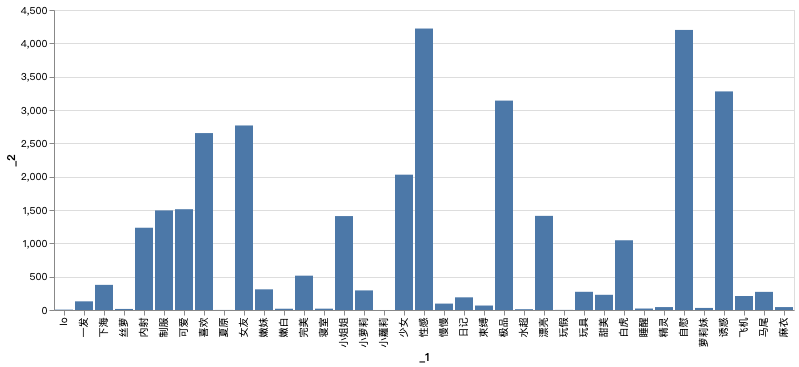 4,500
4,000
3,500
3,000
2,500
2,000
1,500
1,000
500
0
_2
lo
一发
下海
丝萝
内射
制服
可爱
喜欢
夏原
女友
嫩妹
嫩白
完美
寝室
小姐姐
小萝莉
小蘿莉
少女
性感
慢慢
日记
束缚
极品
水超
漂亮
玩假
玩具
甜美
白虎
睡醒
精灵
自慰
萝莉妹
诱惑
飞机
马尾
麻衣
_1